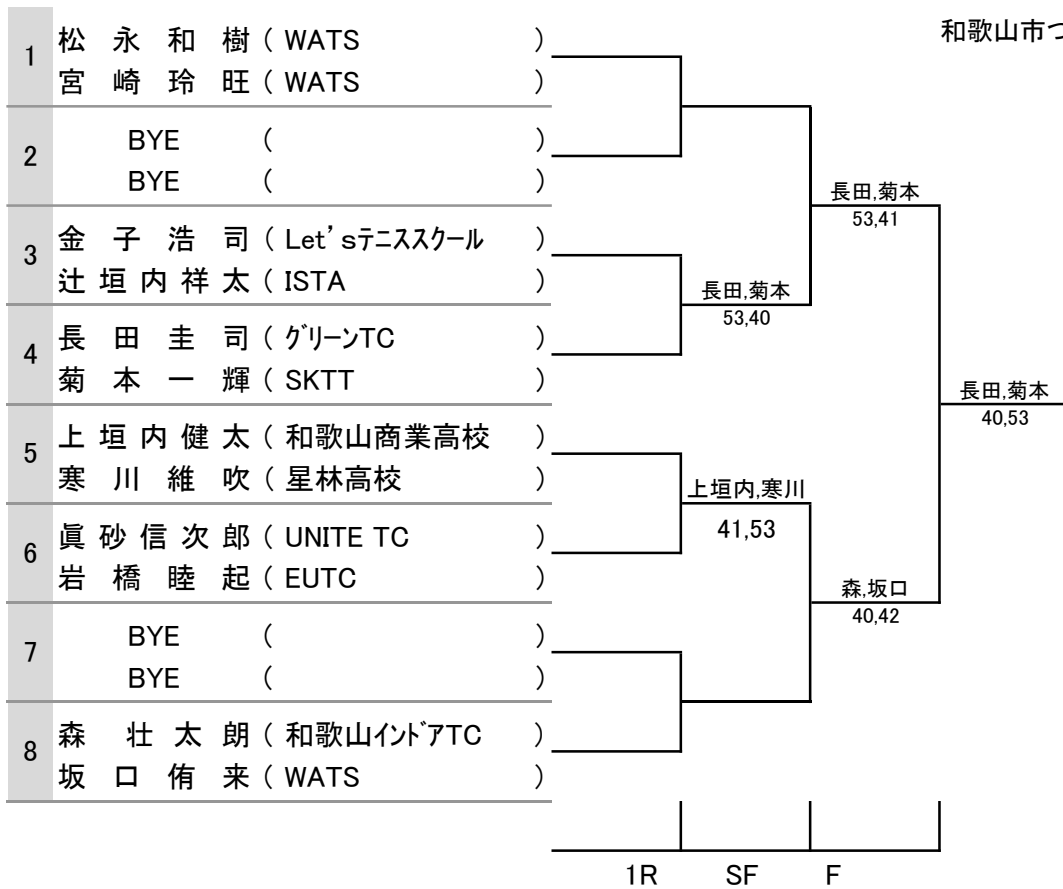 和歌山市つ
1
松永和樹 ( WATS )
宮崎玲旺 ( WATS )
2
BYE ( )
BYE ( )
長田,菊本
53,41
3
金子浩司 ( Let'sテニススクール )
辻垣内祥太 ( ISTA )
長田,菊本
53,40
4
長田圭司 ( グリーンTC )
菊本一輝 ( SKTT )
長田,菊本
40,53
5
上垣内健太 ( 和歌山商業高校 )
寒川維吹 ( 星林高校 )
上垣内,寒川
41,53
6
眞砂信次郎 ( UNITE TC )
岩橋睦起 ( EUTC )
森,坂口
40,42
7
BYE ( )
BYE ( )
8
森壮太朗 ( 和歌山インドアTC )
坂口侑来 ( WATS )
1R SF F